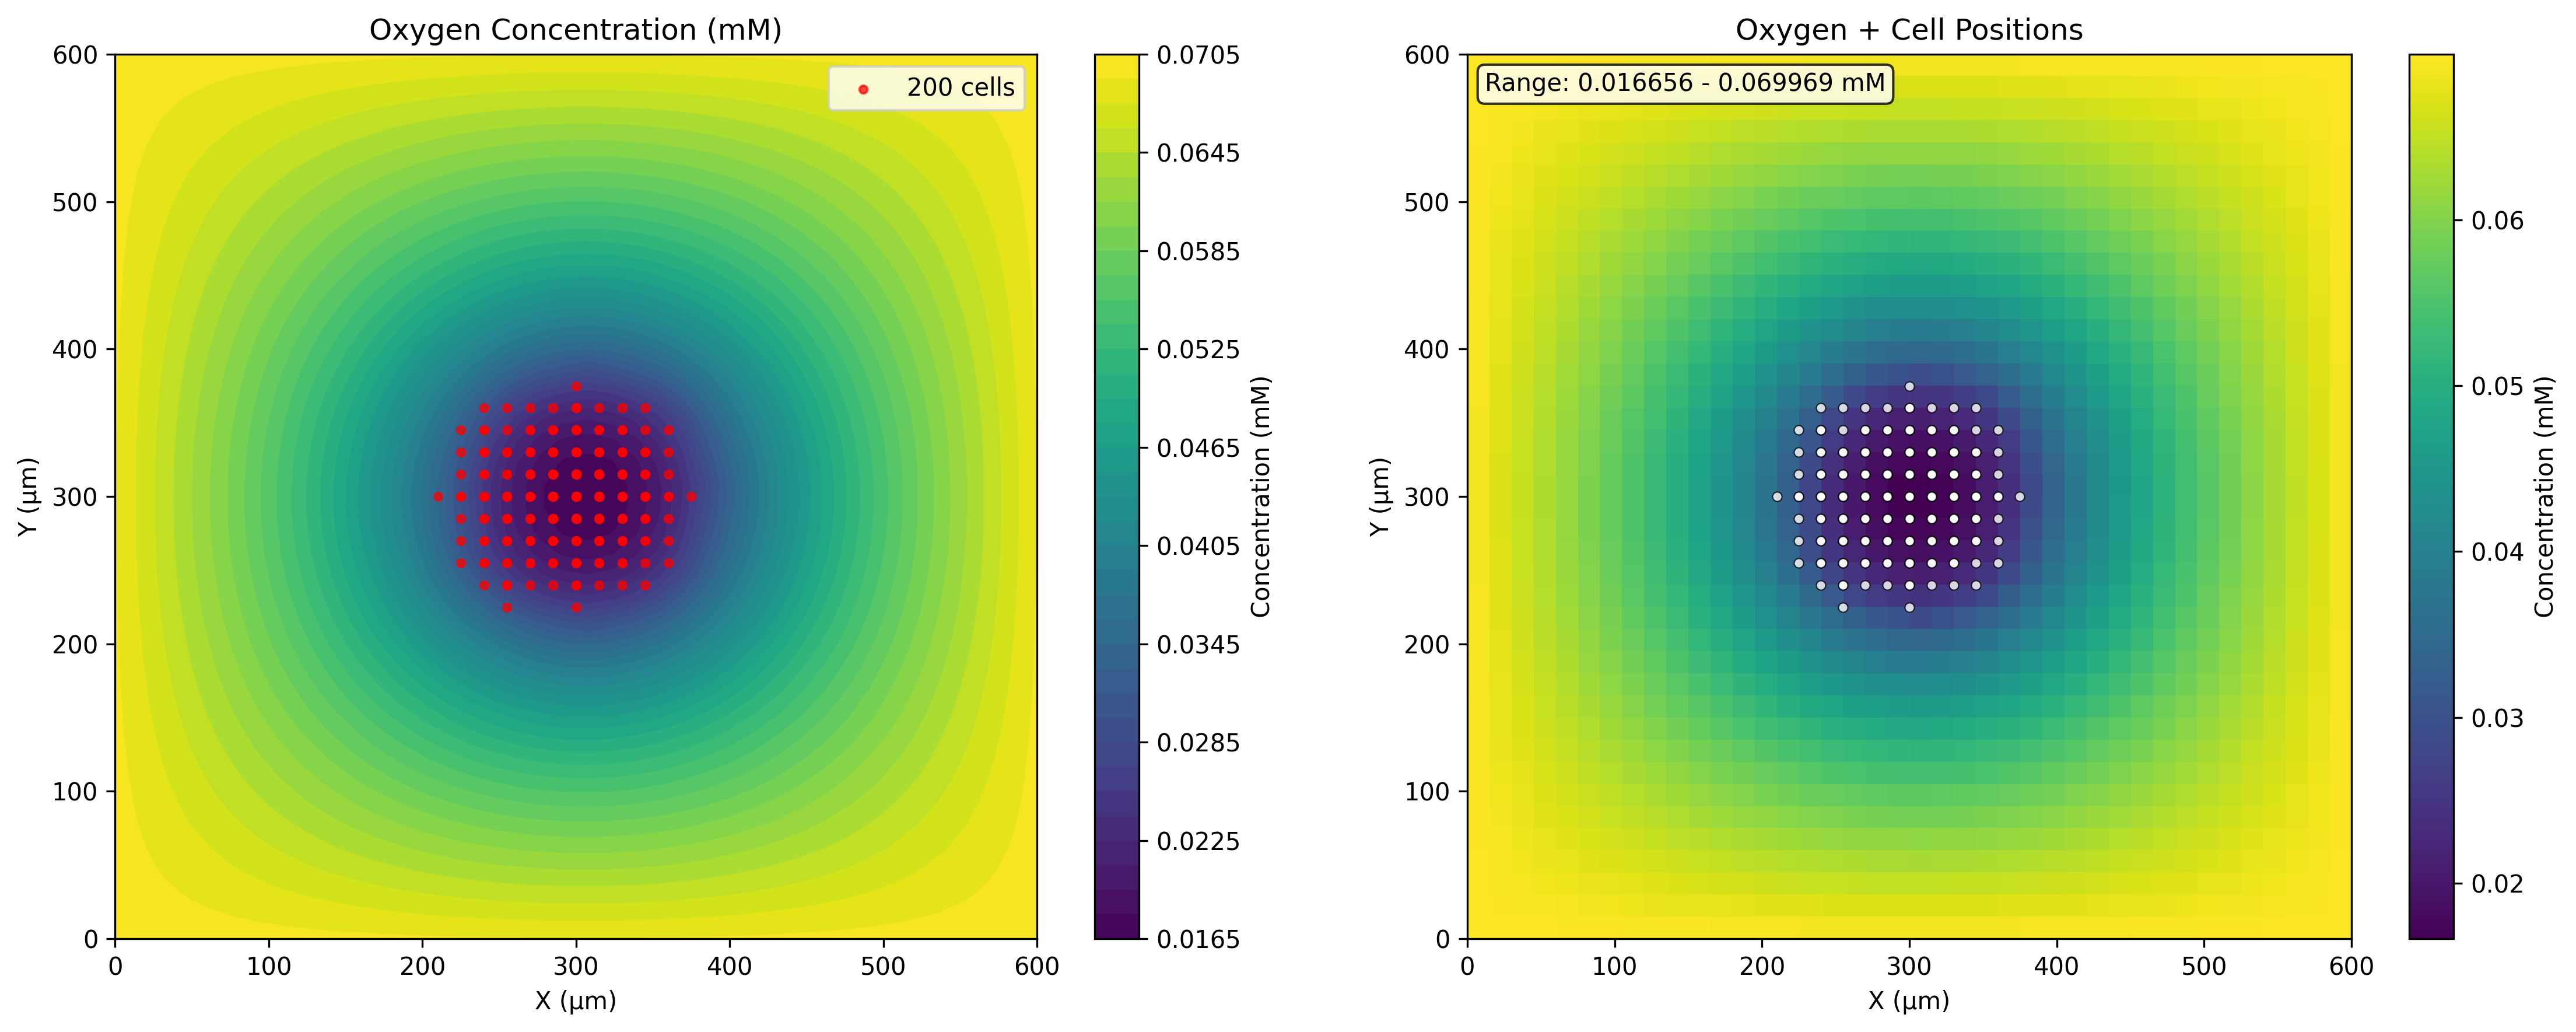 Oxygen Concentration (mM)
200 cells
600
500
400
300
200
100
0
Y (μm)
0 100 200 300 400 500 600
X (μm)
0.0705
0.0645
0.0585
0.0525
0.0465
0.0405
0.0345
0.0285
0.0225
0.0165
Concentration (mM)
Oxygen + Cell Positions
Range: 0.016656 - 0.069969 mM
600
500
400
300
200
100
0
Y (μm)
0 100 200 300 400 500 600
X (μm)
0.06
0.05
0.04
0.03
0.02
Concentration (mM)